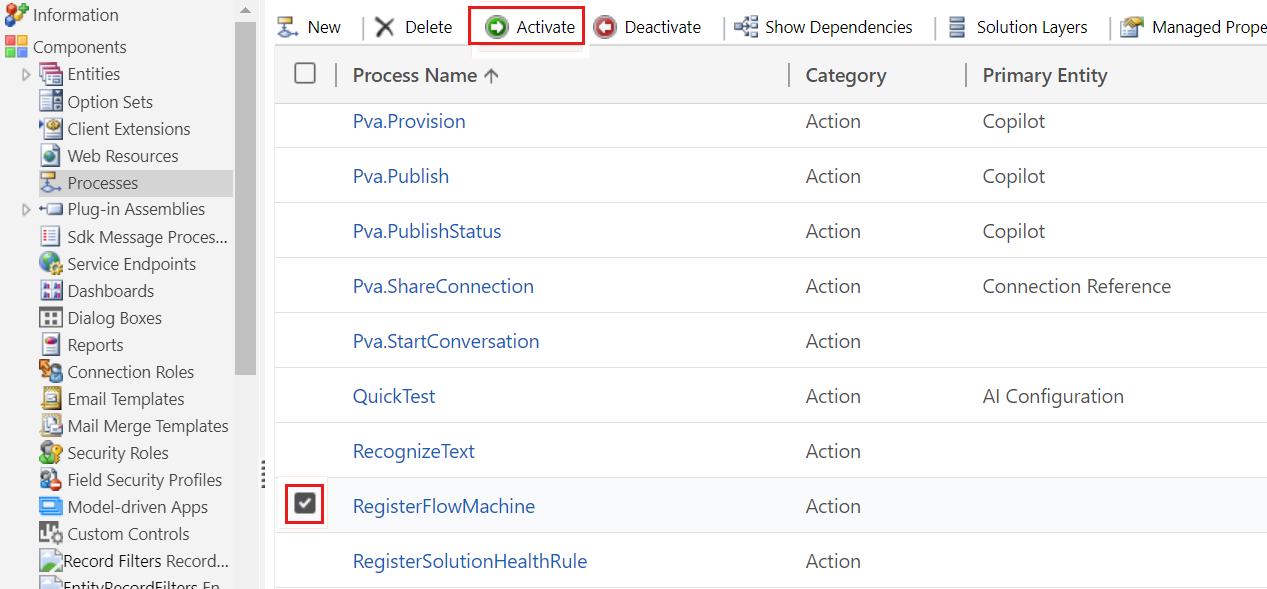 Information
Components
Entities
Option Sets
Client Extensions
Web Resources
Processes
Plug-in Assemblies
Sdk Message Proces...
Service Endpoints
Dashboards
Dialog Boxes
Reports
Connection Roles
Email Templates
Mail Merge Templates
Security Roles
Field Security Profiles
Model-driven Apps
Custom Controls
Record Filters Record...
EntityRecordFilters En
New Delete Activate Deactivate Show Dependencies Solution Layers Managed Prope
Process Name Category Primary Entity
Pva.Provision Action Copilot
Pva.Publish Action Copilot
Pva.PublishStatus Action Copilot
Pva.ShareConnection Action Connection Reference
Pva.StartConversation Action
QuickTest Action AI Configuration
RecognizeText Action
RegisterFlowMachine Action
RegisterSolutionHealthRule Action